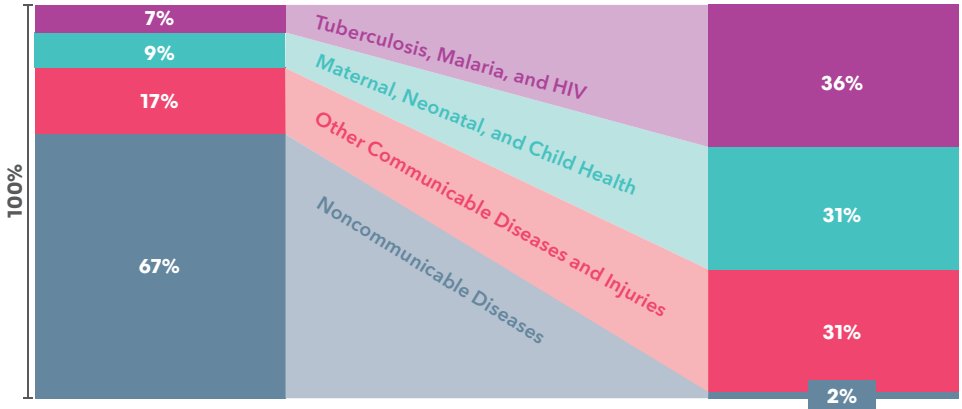 100%
7%
9%
17%
67%
Tuberculosis, Malaria, and HIV
Maternal, Neonatal, and Child Health
Other Communicable Diseases and Injuries
Noncommunicable Diseases
36%
31%
31%
2%